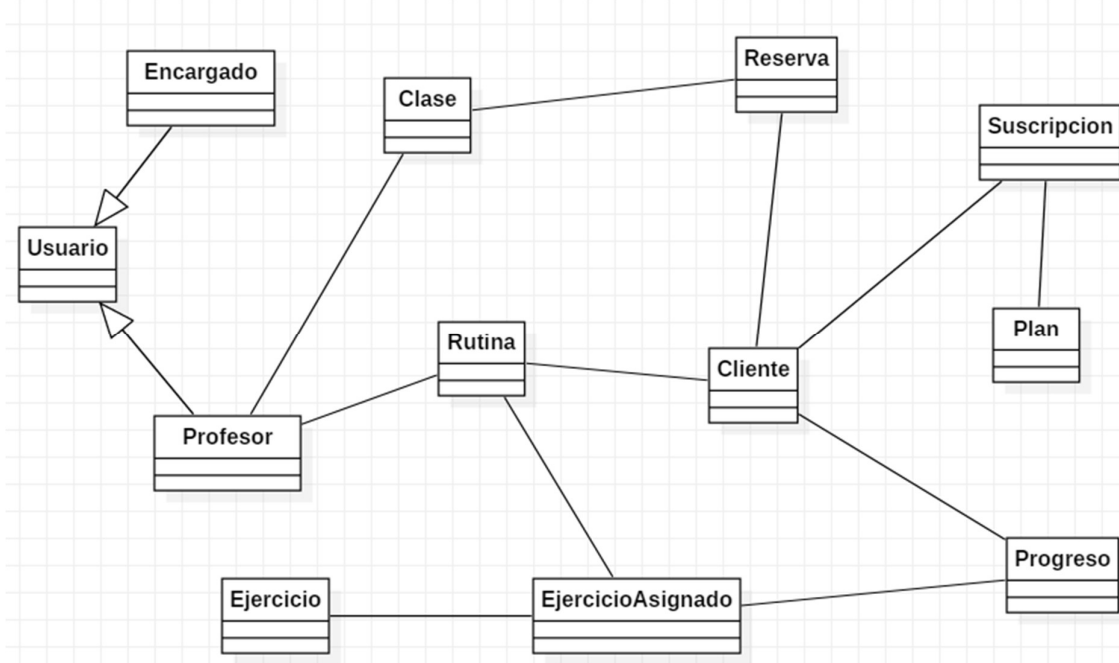 Encargado
Clase
Reserva
Suscripcion
Usuario
Rutina
Cliente
Plan
Profesor
Ejercicio
EjercicioAsignado
Progreso